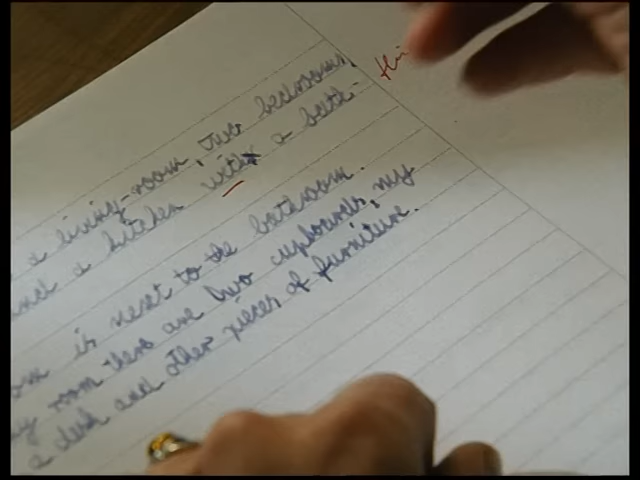 a living-room, two bedrooms,
and a kitchen with a bath-
is next to the bathroom.
my room there are two cupboards, my
a desk and other pieces of furniture.